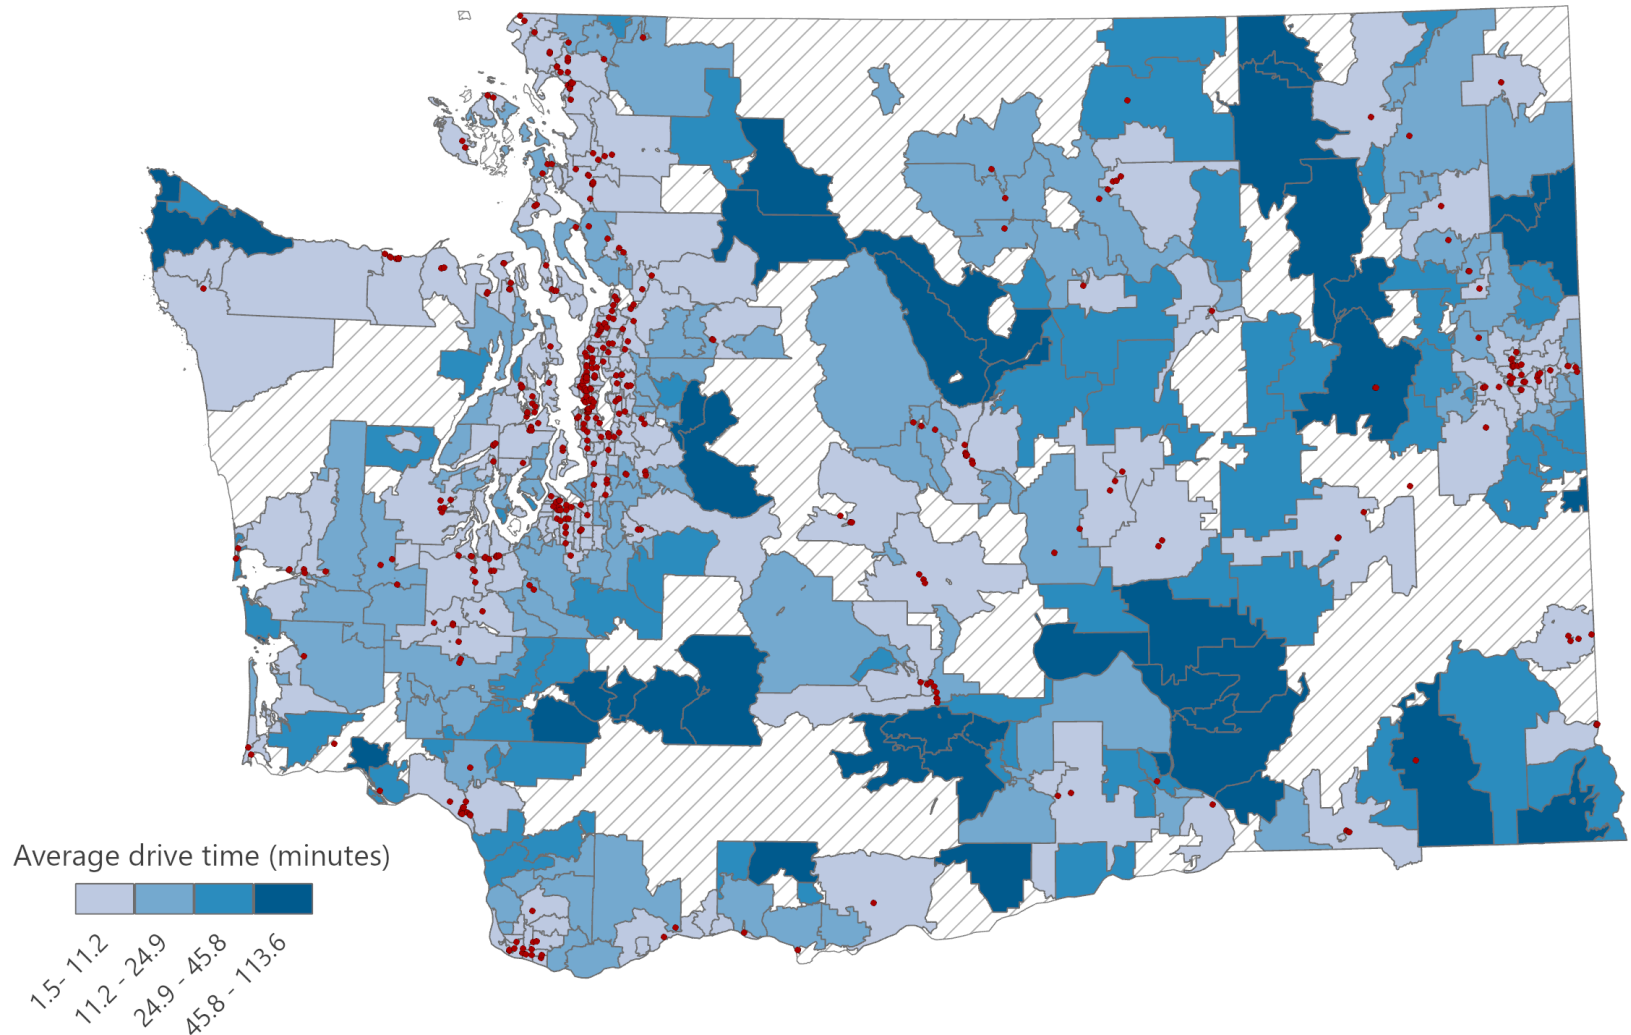 Average drive time (minutes)
1.5- 11.2
11.2 - 24.9
24.9 - 45.8
45.8 - 113.6